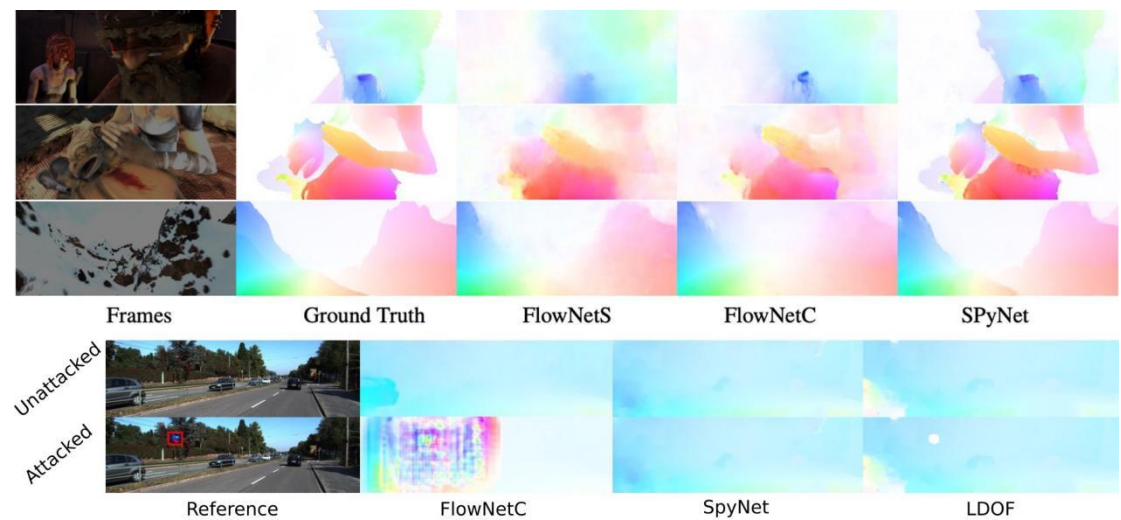 Frames Ground Truth FlowNetS FlowNetC SPyNet
Unattacked
Attacked
Reference FlowNetC SpyNet LDOF